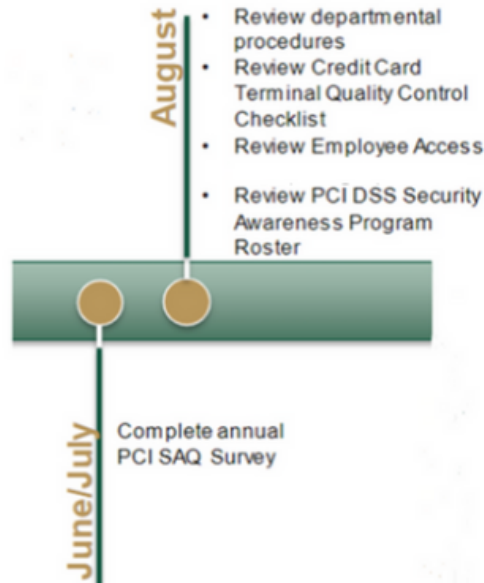 August
• Review departmental
procedures
• Review Credit Card
Terminal Quality Control
Checklist
• Review Employee Access
• Review PCI DSS Security
Awareness Program
Roster
June/July
Complete annual
PCI SAQ Survey